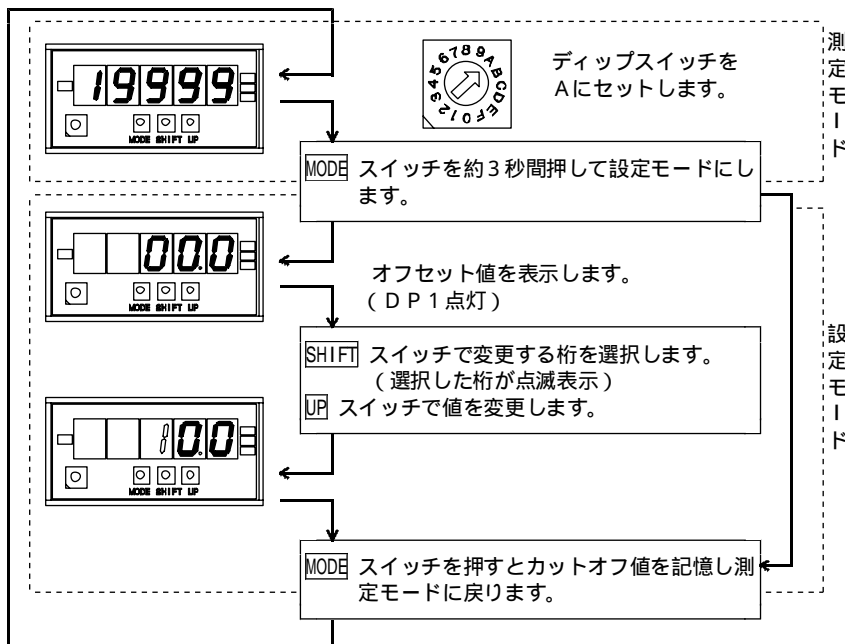 測定モード
19999
MODE SHIFT UP
0123456789ABCDEF
ディップスイッチを
Aにセットします。
MODE スイッチを約3秒間押して設定モードにし
ます。
設定モード
00.0
MODE SHIFT UP
オフセット値を表示します。
(DP1点灯)
SHIFT スイッチで変更する桁を選択します。
(選択した桁が点滅表示)
UP スイッチで値を変更します。
10.0
MODE SHIFT UP
MODE スイッチを押すとカットオフ値を記憶し測
定モードに戻ります。